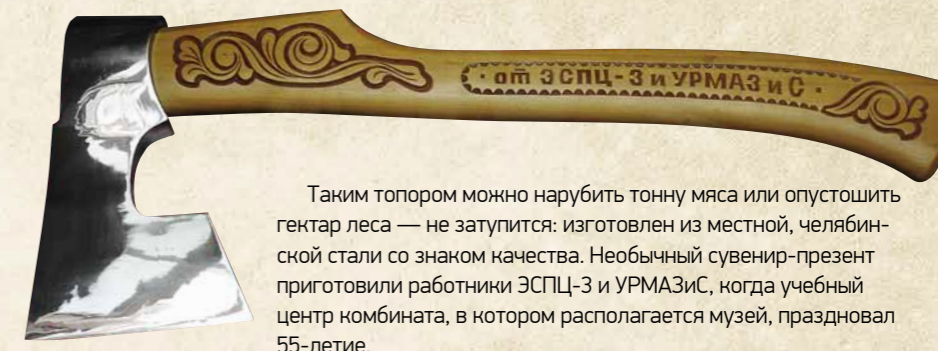 · от ЭСПЦ-3 и УРМАЗ и С ·
Таким топором можно нарубить тонну мяса или опустошить
гектар леса — не затупится: изготовлен из местной, челябин-
ской стали со знаком качества. Необычный сувенир-презент
приготовили работники ЭСПЦ-3 и УРМАЗиС, когда учебный
центр комбината, в котором располагается музей, праздновал
55-летие.